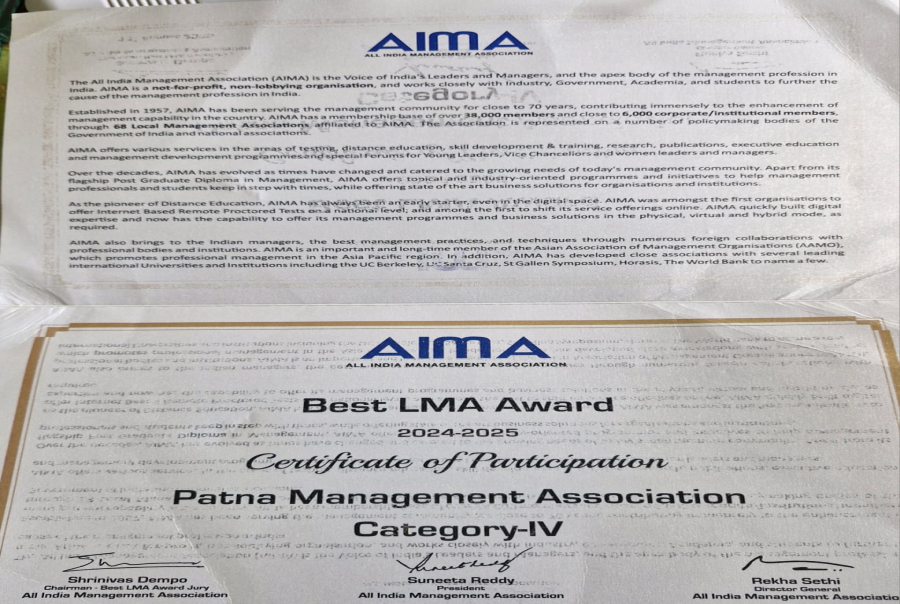 AIMA
ALL INDIA MANAGEMENT ASSOCIATION
The All India Management Association (AIMA) is the Voice of India's Leaders and Managers, and the apex body of the management profession in
India. AIMA is a not-for-profit, non-lobbying organisation, and works closely with Industry, Government, Academia, and students to further the
cause of the management profession in India.
Established in 1957, AIMA has been serving the management community for close to 70 years, contributing immensely to the enhancement of
management capability in the country. AIMA has a membership base of over 38,000 members and close to 6,000 corporate/institutional members,
through 68 Local Management Associations affiliated to AIMA. The Association is represented on a number of policymaking bodies of the
Government of India and national associations.
AIMA offers various services in the areas of testing, distance education, skill development & training, research, publications, executive education
and management development programmes and special Forums for Young Leaders, Vice Chancellors and women leaders and managers.
Over the decades, AIMA has evolved as times have changed and catered to the growing needs of today's management community. Apart from its
flagship Post Graduate Diploma in Management, AIMA offers topical and industry-oriented programmes and initiatives to help management
professionals and students keep in step with times, while offering state of the art business solutions for organisations and institutions.
As the pioneer of Distance Education, AIMA has always been an early starter, even in the digital space. AIMA was amongst the first organisations to
offer Internet Based Remote Proctored Tests on a national level, and among the first to shift its service offerings online. AIMA quickly built digital
expertise and now has the capability to offer its management programmes and business solutions in the physical, virtual and hybrid mode, as
required.
AIMA also brings to the Indian managers, the best management practices, and techniques through numerous foreign collaborations with
professional bodies and institutions. AIMA is an important and long-time member of the Asian Association of Management Organisations (AAMO),
which promotes professional management in the Asia Pacific region. In addition, AIMA has developed close associations with several leading
international Universities and Institutions including the UC Berkeley, UC Santa Cruz, St Gallen Symposium, Horasis, The World Bank to name a few.
AIMA
ALL INDIA MANAGEMENT ASSOCIATION
Best LMA Award
2024-2025
Certificate of Participation
Patna Management Association
Category-IV
Shrinivas Dempo Suneeta Reddy Rekha Sethi
Chairman - Best LMA Award Jury President Director General
All India Management Association All India Management Association All India Management Association